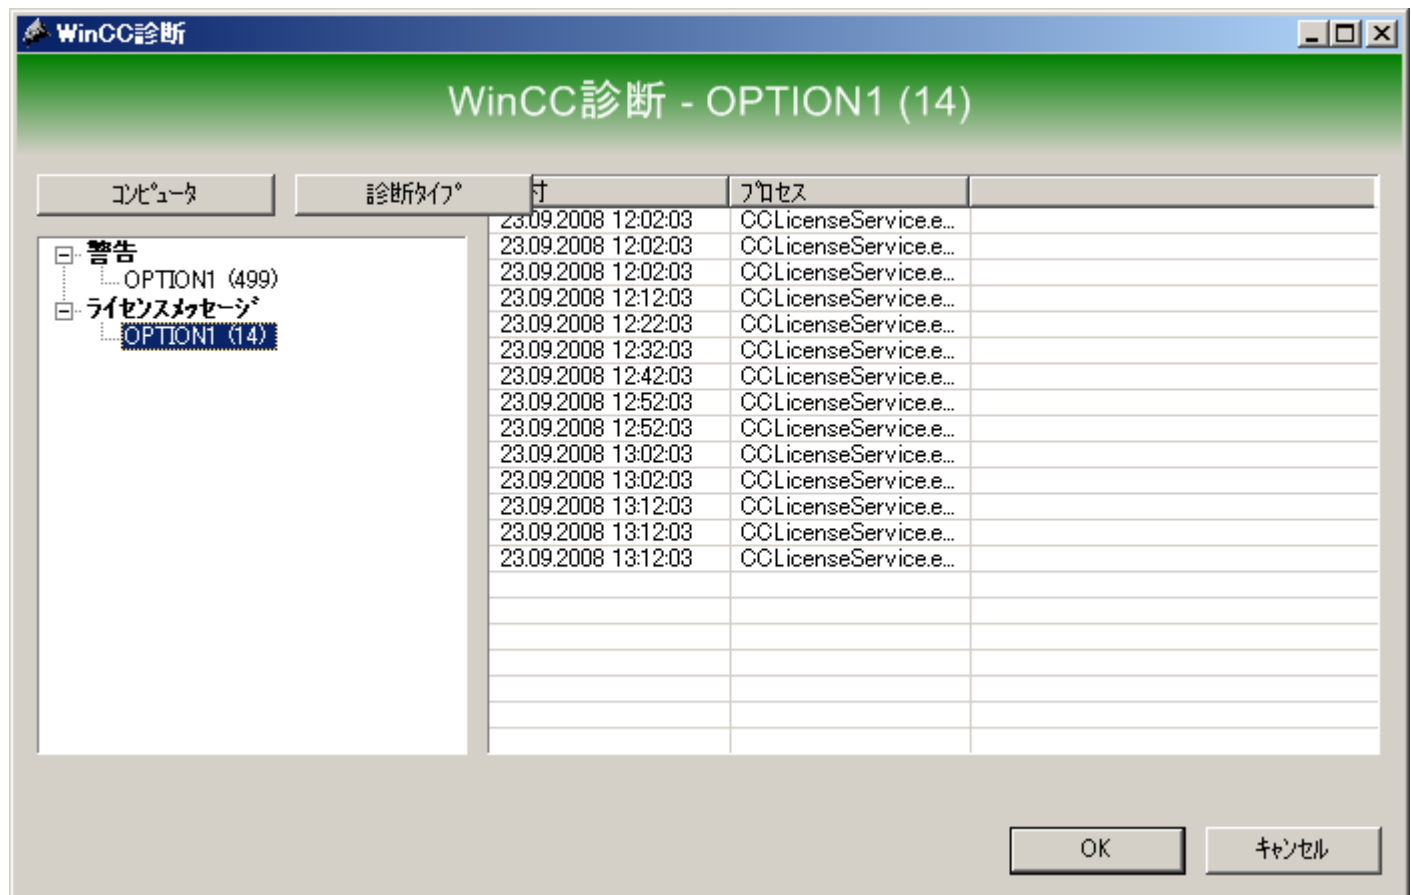 WinCC診断
WinCC診断 - OPTION1 (14)
コンピュータ 診断タイプ プロセス
警告
OPTION1 (499)
ライセンスメッセージ
OPTION1 (14)
23.09.2008 12:02:03 CCLicenseService.e...
23.09.2008 12:02:03 CCLicenseService.e...
23.09.2008 12:02:03 CCLicenseService.e...
23.09.2008 12:12:03 CCLicenseService.e...
23.09.2008 12:22:03 CCLicenseService.e...
23.09.2008 12:32:03 CCLicenseService.e...
23.09.2008 12:42:03 CCLicenseService.e...
23.09.2008 12:52:03 CCLicenseService.e...
23.09.2008 12:52:03 CCLicenseService.e...
23.09.2008 13:02:03 CCLicenseService.e...
23.09.2008 13:02:03 CCLicenseService.e...
23.09.2008 13:12:03 CCLicenseService.e...
23.09.2008 13:12:03 CCLicenseService.e...
23.09.2008 13:12:03 CCLicenseService.e...
OK キャンセル